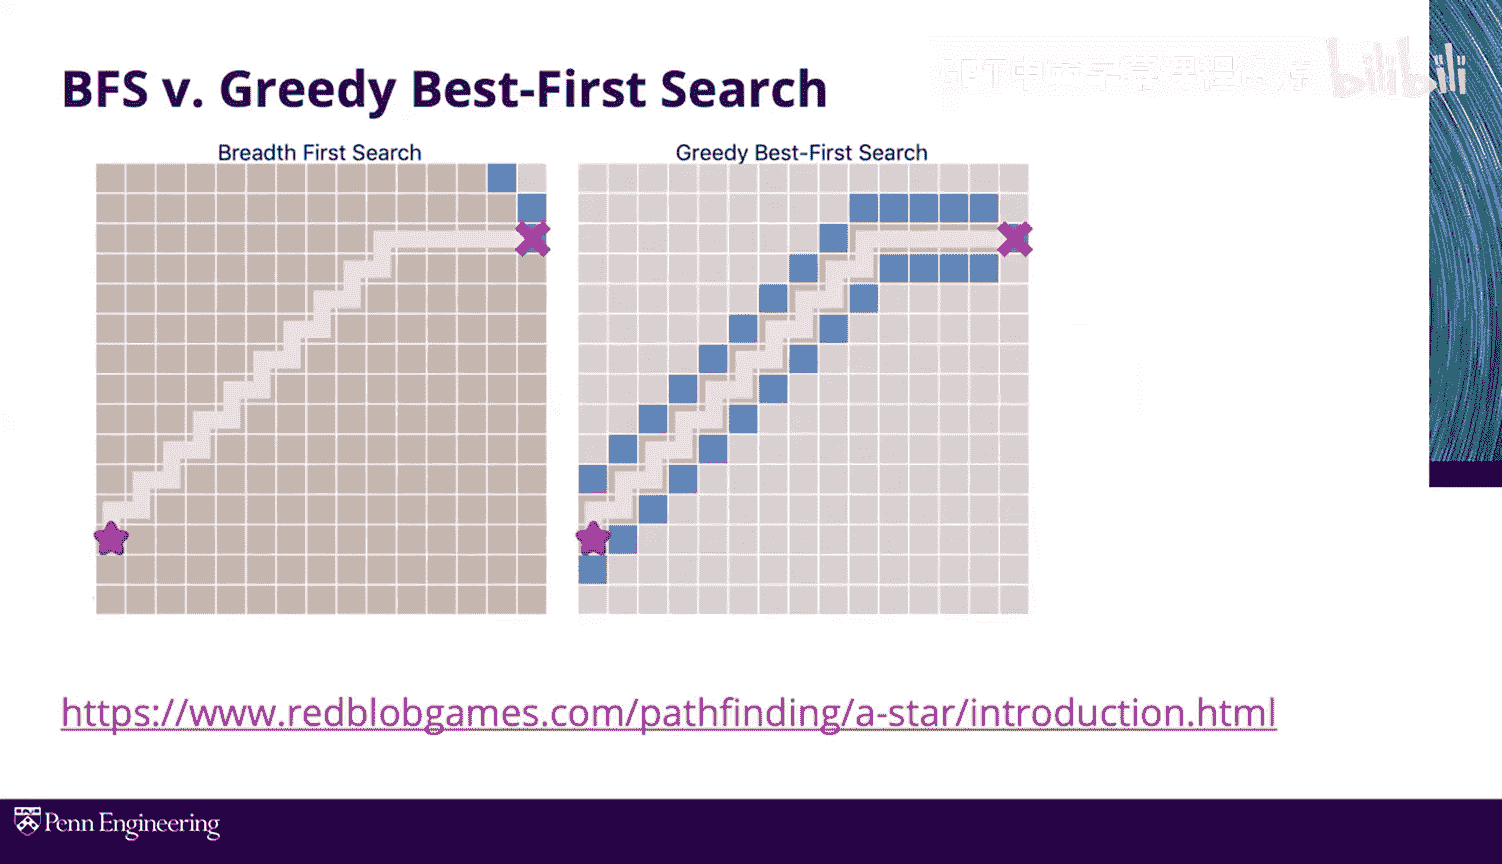 BFS v. Greedy Best-First Search
bilibili
Breadth First Search
Greedy Best-First Search
https://www.redblobgames.com/pathfinding/a-star/introduction.html
Penn Engineering